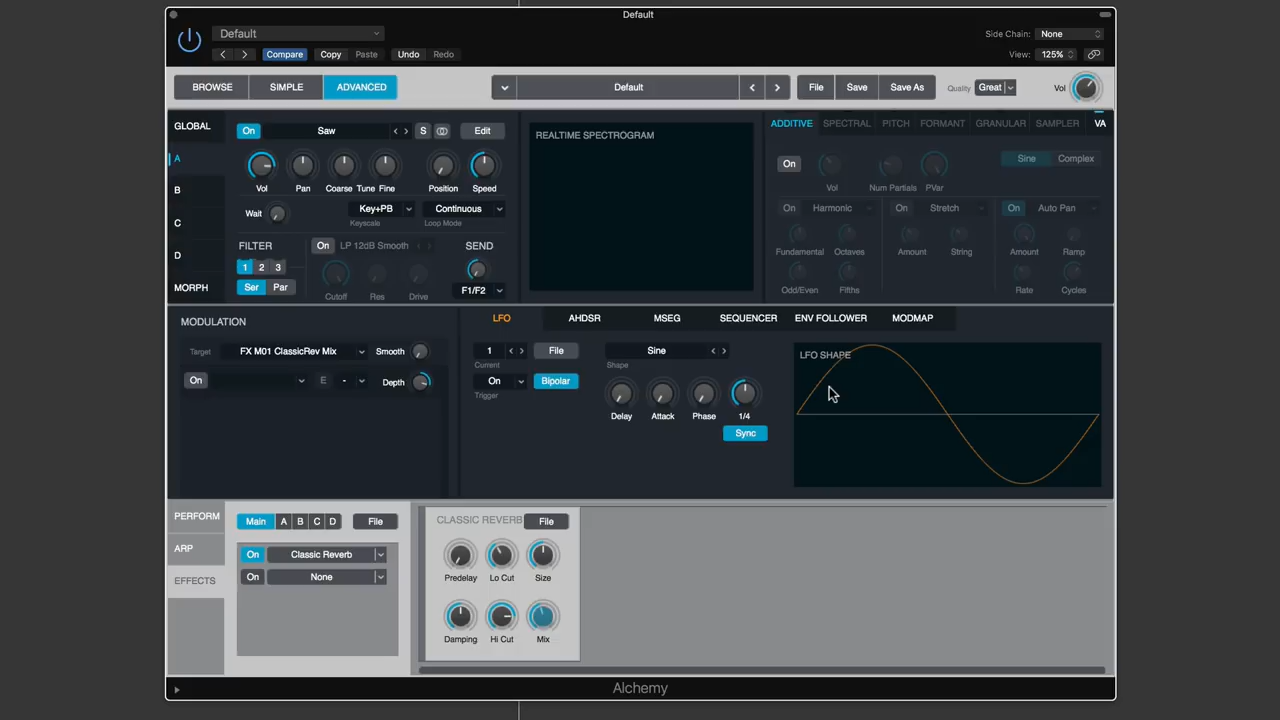 Default
Default
Side Chain: None
Compare Copy Paste Undo Redo
View: 125%
BROWSE SIMPLE ADVANCED
Default
File Save Save As
Quality Great
Vol
GLOBAL
A
B
C
D
MORPH
On Saw S Edit
Vol Pan Coarse Tune Fine Position Speed
Wait Key+PB Continuous
Keyscale Loop Mode
FILTER On LP 12dB Smooth SEND
1 2 3
Ser Par
Cutoff Res Drive
F1/F2
REALTIME SPECTROGRAM
ADDITIVE SPECTRAL PITCH FORMANT GRANULAR SAMPLER VA
On
Vol Num Partials PVar
Sine Complex
On Harmonic On Stretch On Auto Pan
Fundamental Octaves Amount String Amount Ramp
Odd/Even Fifths Rate Cycles
MODULATION
Target FX M01 ClassicRev Mix Smooth
On E - Depth
LFO AHDSR MSEG SEQUENCER ENV FOLLOWER MODMAP
1 File Sine
Current Shape
On Bipolar
Trigger
Delay Attack Phase 1/4
Sync
LFO SHAPE
PERFORM
ARP
EFFECTS
Main A B C D File
On Classic Reverb
On None
CLASSIC REVERB File
Predelay Lo Cut Size
Damping Hi Cut Mix
Alchemy